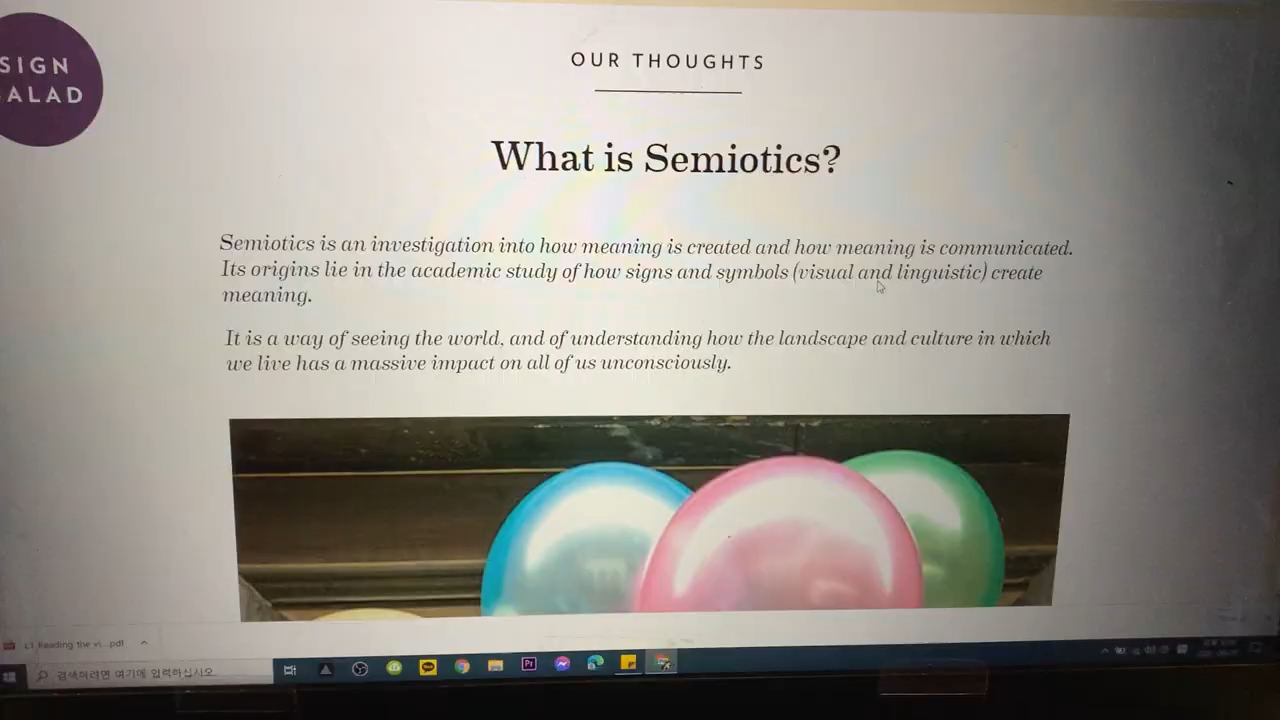 SIGN
SALAD
OUR THOUGHTS
What is Semiotics?
Semiotics is an investigation into how meaning is created and how meaning is communicated.
Its origins lie in the academic study of how signs and symbols (visual and linguistic) create
meaning.
It is a way of seeing the world, and of understanding how the landscape and culture in which
we live has a massive impact on all of us unconsciously.
L1 Reading the vi...pdf
검색하려면 여기에 입력하십시오.
Pr